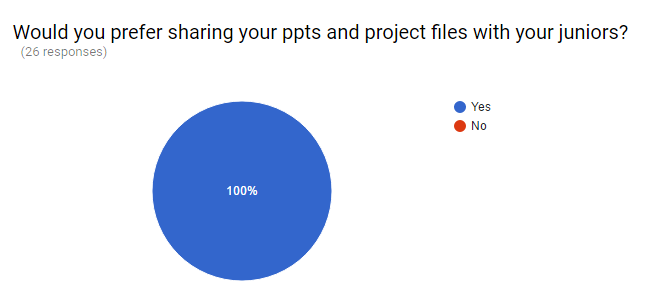 Would you prefer sharing your ppts and project files with your juniors?
(26 responses)
Yes
No
100%